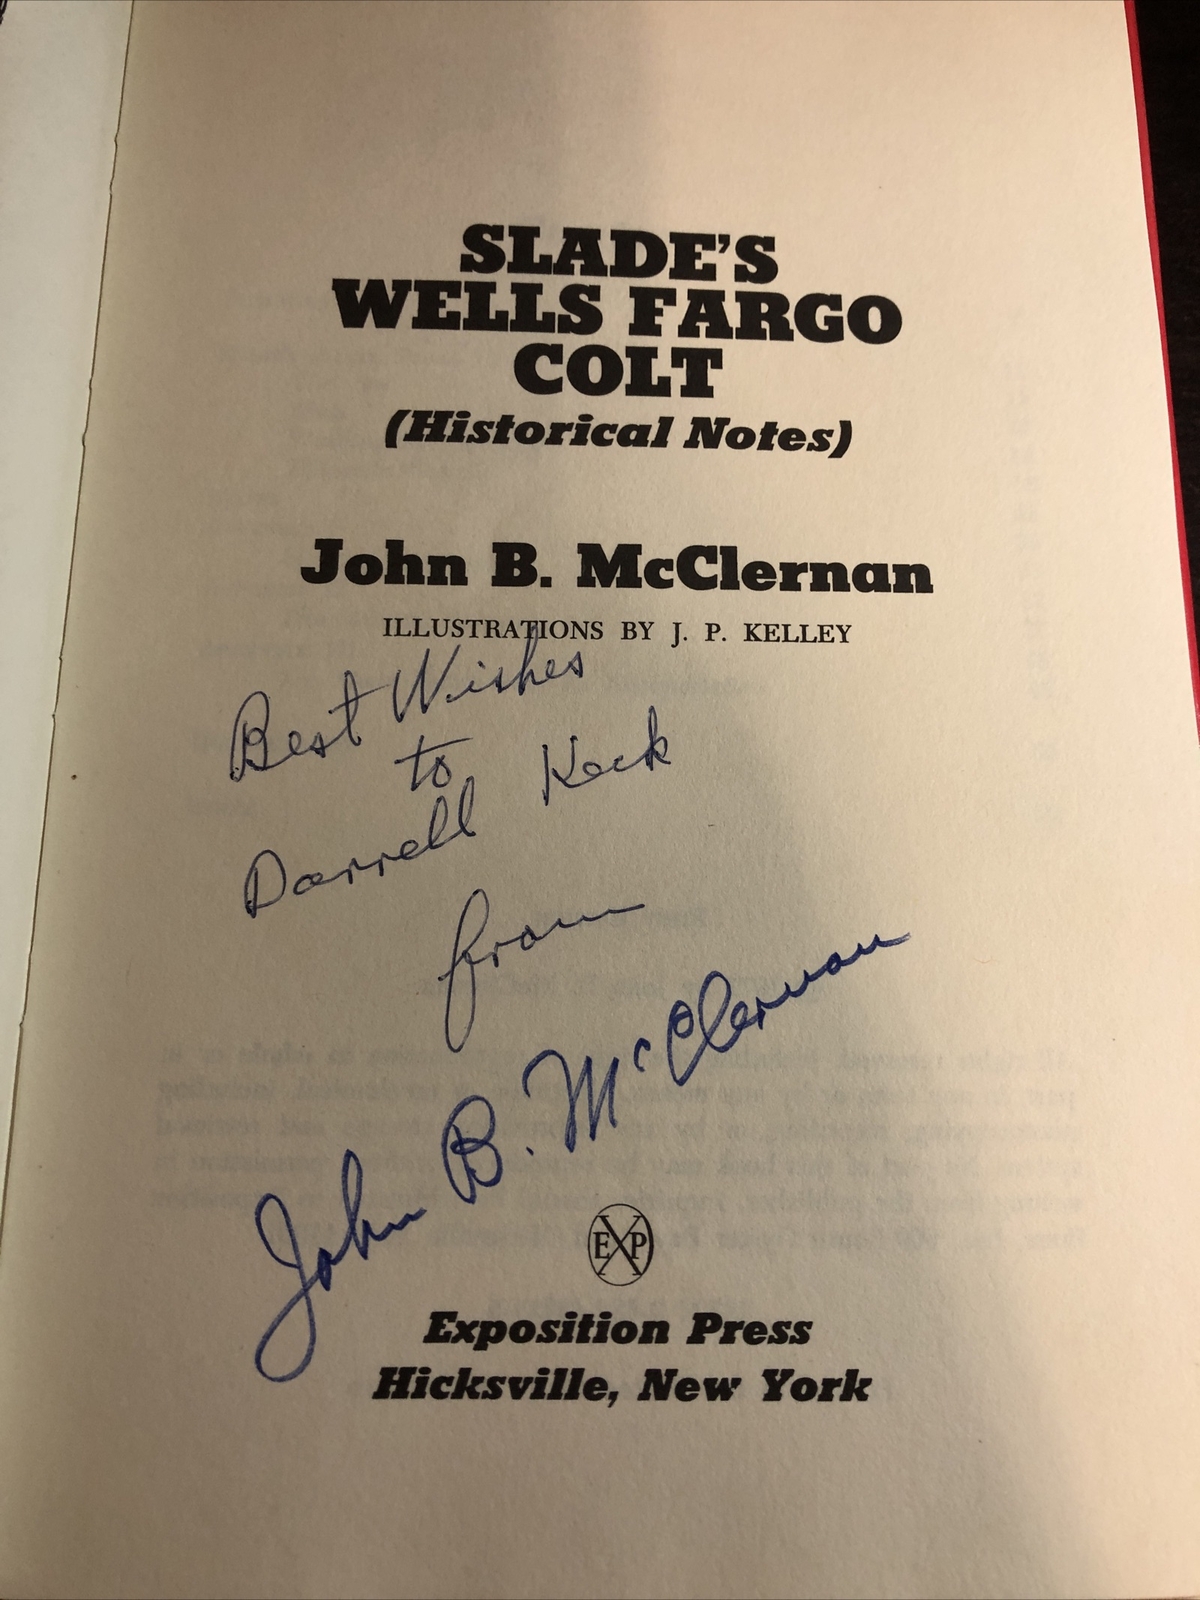 SLADE'S
WELLS FARGO
COLT
(Historical Notes)
John B. McClernan
ILLUSTRATIONS BY J. P. KELLEY
Best Wishes
to
Darrell Keck
from
John B. McClernan
EXP
Exposition Press
Hicksville, New York